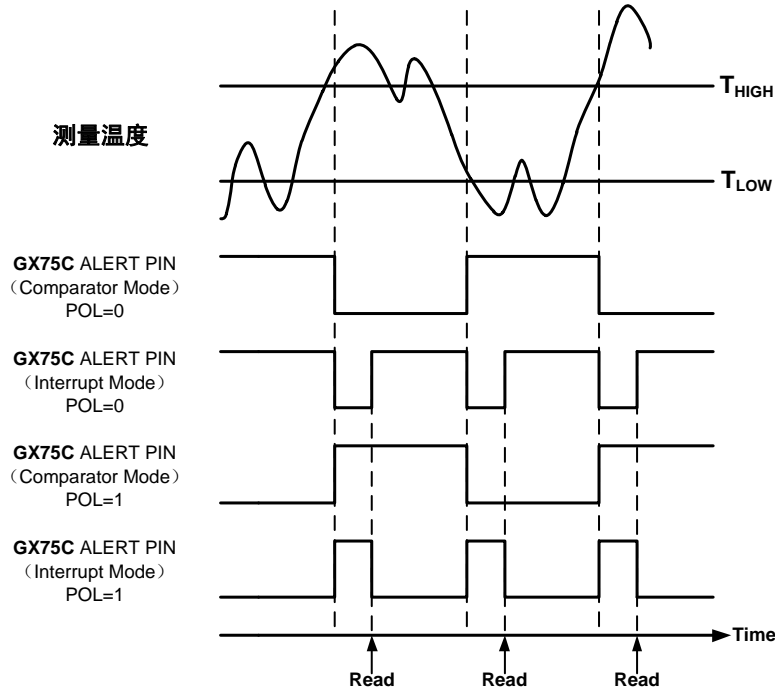 T_HIGH
测量温度
T_LOW
GX75C ALERT PIN
（Comparator Mode）
POL=0
GX75C ALERT PIN
（Interrupt Mode）
POL=0
GX75C ALERT PIN
（Comparator Mode）
POL=1
GX75C ALERT PIN
（Interrupt Mode）
POL=1
Time
Read
Read
Read